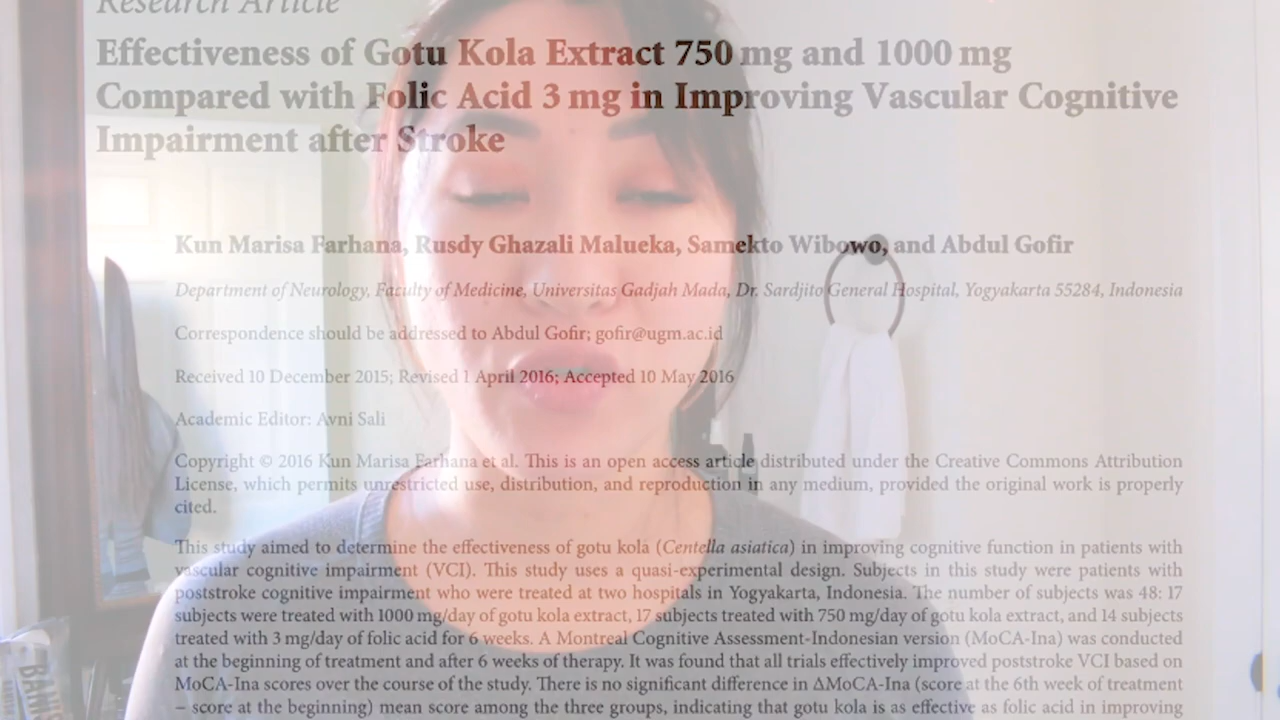 Research Article
Effectiveness of Gotu Kola Extract 750 mg and 1000 mg
Compared with Folic Acid 3 mg in Improving Vascular Cognitive
Impairment after Stroke
Kun Marisa Farhana, Rusdy Ghazali Malueka, Samekto Wibowo, and Abdul Gofir
Department of Neurology, Faculty of Medicine, Universitas Gadjah Mada, Dr. Sardjito General Hospital, Yogyakarta 55284, Indonesia
Correspondence should be addressed to Abdul Gofir; gofir@ugm.ac.id
Received 10 December 2015; Revised 1 April 2016; Accepted 10 May 2016
Academic Editor: Avni Sali
Copyright © 2016 Kun Marisa Farhana et al. This is an open access article distributed under the Creative Commons Attribution
License, which permits unrestricted use, distribution, and reproduction in any medium, provided the original work is properly
cited.
This study aimed to determine the effectiveness of gotu kola (Centella asiatica) in improving cognitive function in patients with
vascular cognitive impairment (VCI). This study uses a quasi-experimental design. Subjects in this study were patients with
poststroke cognitive impairment who were treated at two hospitals in Yogyakarta, Indonesia. The number of subjects was 48: 17
subjects were treated with 1000 mg/day of gotu kola extract, 17 subjects treated with 750 mg/day of gotu kola extract, and 14 subjects
treated with 3 mg/day of folic acid for 6 weeks. A Montreal Cognitive Assessment-Indonesian version (MoCA-Ina) was conducted
at the beginning of treatment and after 6 weeks of therapy. It was found that all trials effectively improved poststroke VCI based on
MoCA-Ina scores over the course of the study. There is no significant difference in ΔMoCA-Ina (score at the 6th week of treatment
– score at the beginning) mean score among the three groups, indicating that gotu kola is as effective as folic acid in improving